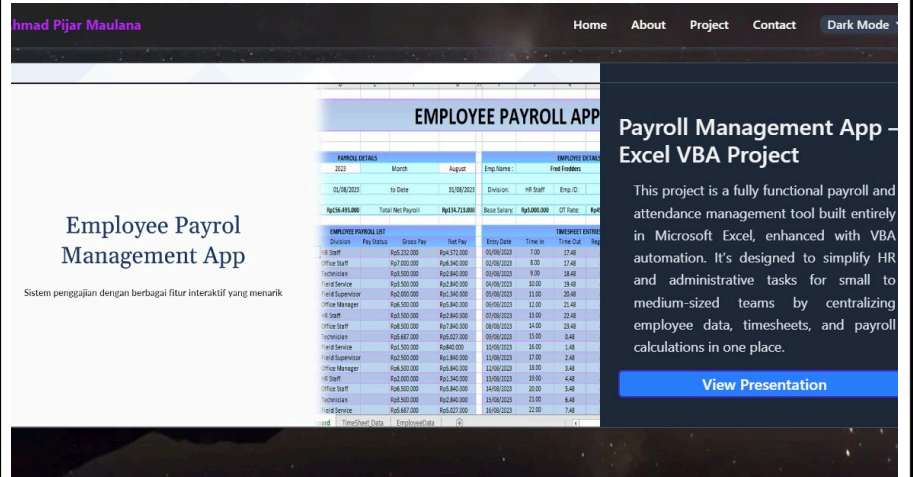 hmad Pijar Maulana
Home About Project Contact Dark Mode
EMPLOYEE PAYROLL APP
PAYROLL DETAILS EMPLOYEE DETAILS
2023 Month August Emp.Name : Fred Fredders
01/08/2023 to Date 31/08/2023 Division: HR Staff Emp.ID:
Rp156.493.000 Total Net Payroll Rp134.713.000 Base Salary: Rp3.000.000 OT Rate:
EMPLOYEE PAYROLL LIST TIMESHEET ENTRIES
Division Pay Status Gross Pay Net Pay Entry Date Time In Time Out
HR Staff Rp5.232.000 Rp4.572.000 01/08/2023 7.00 17.48
Office Staff Rp7.000.000 Rp6.340.000 02/08/2023 8.00 17.48
Technician Rp3.500.000 Rp2.840.000 03/08/2023 9.00 18.48
Field Service Rp3.500.000 Rp2.840.000 04/08/2023 10.00 19.48
Field Supervisor Rp2.000.000 Rp1.340.000 05/08/2023 11.00 20.48
Office Manager Rp6.500.000 Rp5.840.000 06/08/2023 12.00 21.48
HR Staff Rp3.500.000 Rp2.840.000 07/08/2023 13.00 22.48
Office Staff Rp8.500.000 Rp7.840.000 08/08/2023 14.00 23.48
Technician Rp5.687.000 Rp5.027.000 09/08/2023 15.00 0.48
Field Service Rp1.500.000 Rp840.000 10/08/2023 16.00 1.48
Field Supervisor Rp2.500.000 Rp1.840.000 11/08/2023 17.00 2.48
Office Manager Rp6.500.000 Rp5.840.000 12/08/2023 18.00 3.48
HR Staff Rp2.000.000 Rp1.340.000 13/08/2023 19.00 4.48
Office Staff Rp6.500.000 Rp5.840.000 14/08/2023 20.00 5.48
Technician Rp3.500.000 Rp2.840.000 15/08/2023 21.00 6.48
Field Service Rp5.687.000 Rp5.027.000 16/08/2023 22.00 7.48
TimeSheet_Data EmployeeData
Employee Payrol
Management App
Sistem penggajian dengan berbagai fitur interaktif yang menarik
Payroll Management App –
Excel VBA Project
This project is a fully functional payroll and
attendance management tool built entirely
in Microsoft Excel, enhanced with VBA
automation. It's designed to simplify HR
and administrative tasks for small to
medium-sized teams by centralizing
employee data, timesheets, and payroll
calculations in one place.
View Presentation